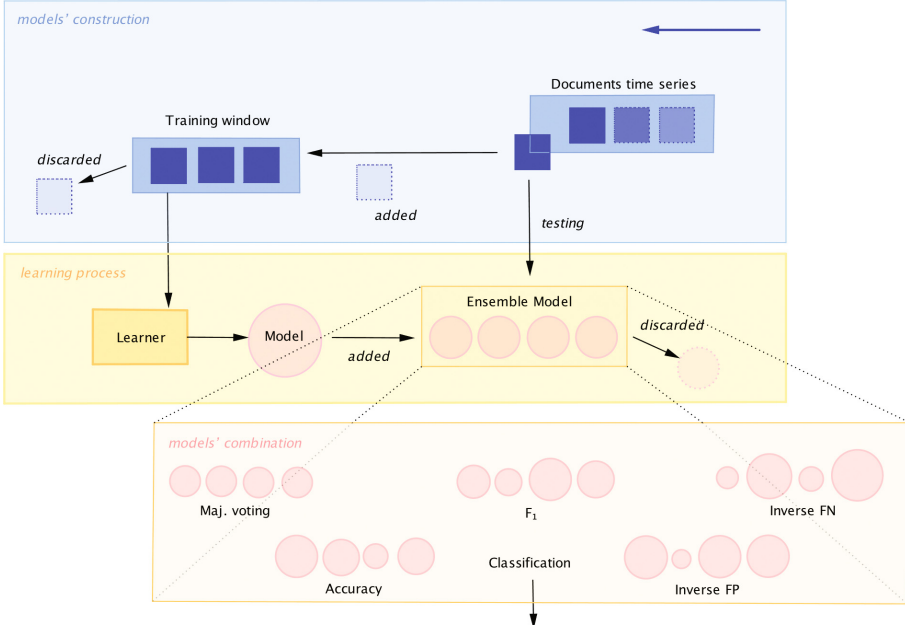 models’ construction
Documents time series
Training window
discarded
added
testing
learning process
Ensemble Model
discarded
Learner
Model
added
models’ combination
Maj. voting
F₁
Inverse FN
Classification
Accuracy
Inverse FP